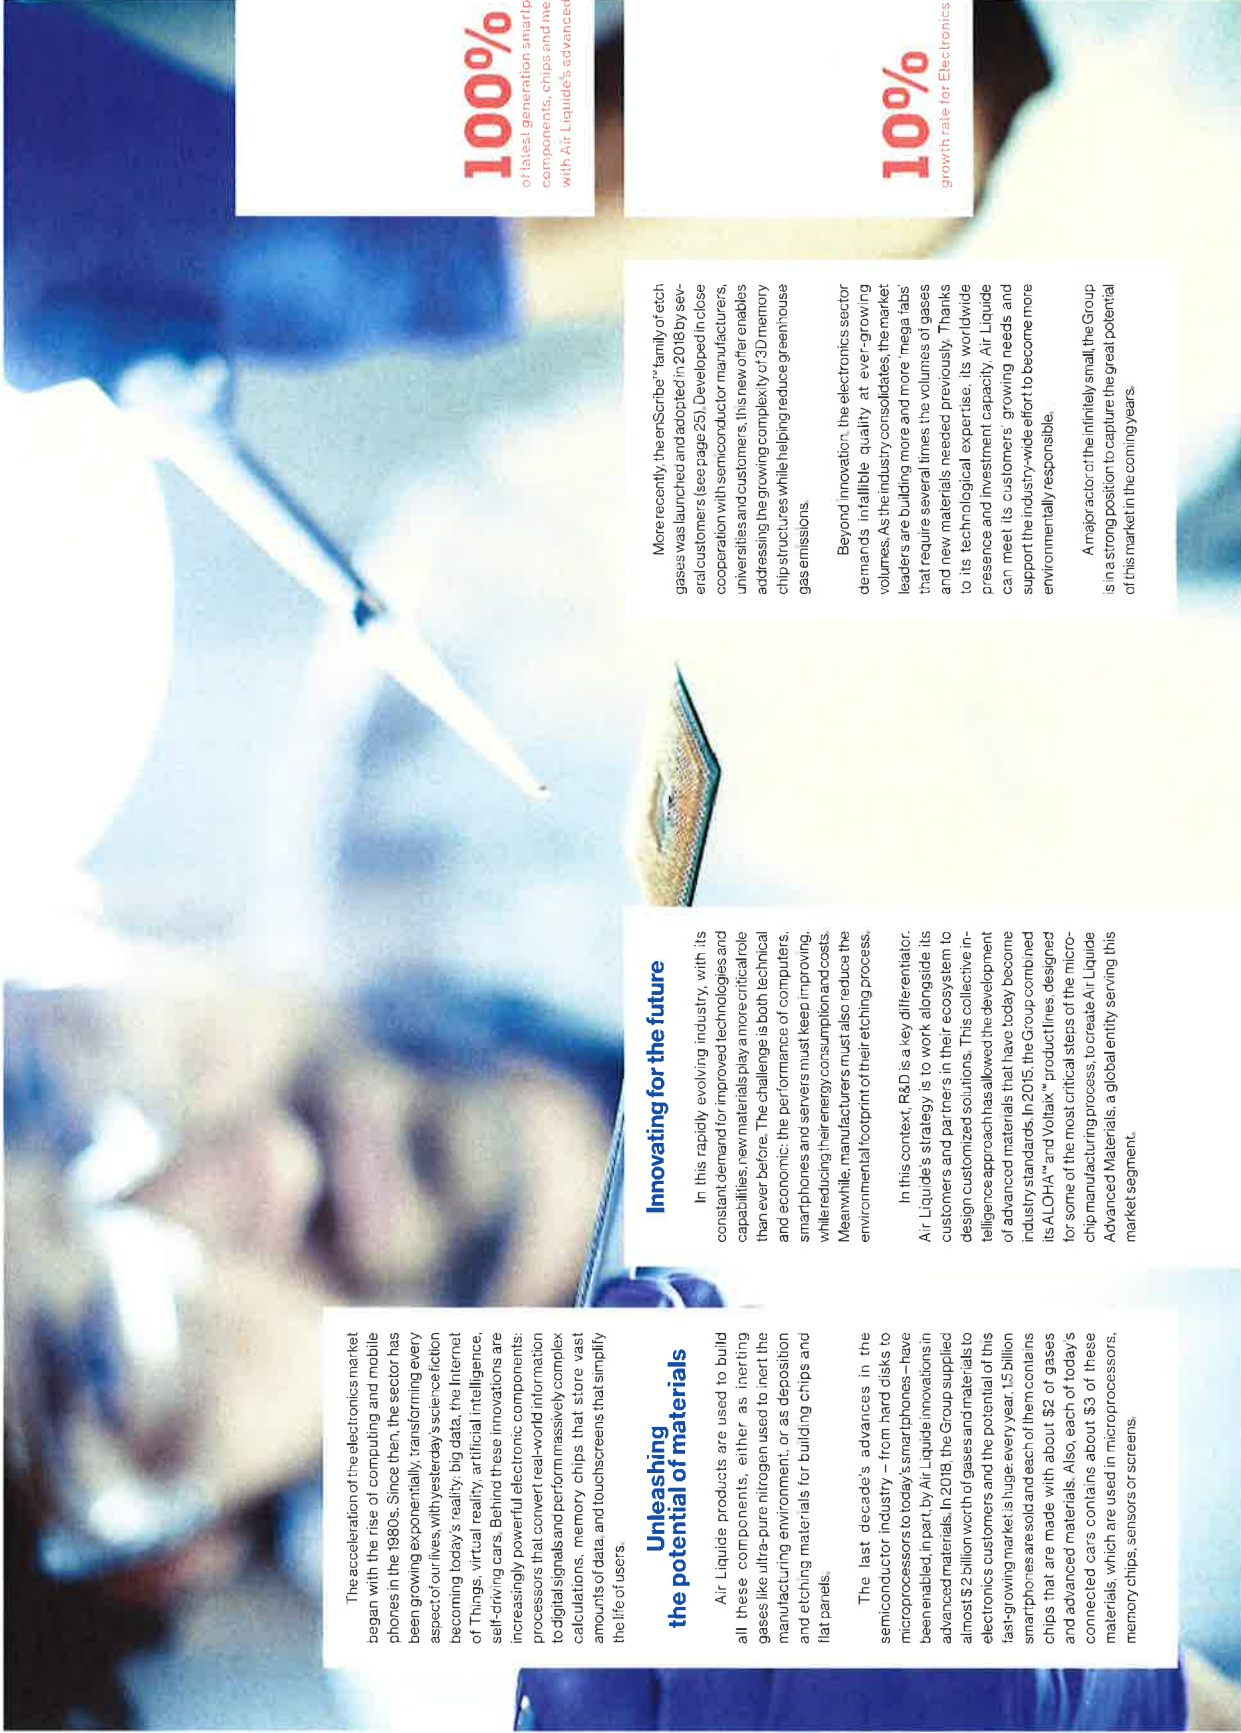 The acceleration of the electronics market
began with the rise of computing and mobile
phones in the 1980s. Since then, the sector has
been growing exponentially, transforming every
aspect of our lives, with yesterday's science fiction
becoming today's reality: big data, the Internet
of Things, virtual reality, artificial intelligence,
self-driving cars. Behind these innovations are
increasingly powerful electronic components:
processors that convert real-world information
to digital signals and perform massively complex
calculations, memory chips that store vast
amounts of data, and touchscreens that simplify
the life of users.
Unleashing
the potential of materials
Air Liquide products are used to build
all these components, either as inerting
gases like ultra-pure nitrogen used to inert the
manufacturing environment, or as deposition
and etching materials for building chips and
flat panels.
The last decade's advances in the
semiconductor industry – from hard disks to
microprocessors to today's smartphones – have
been enabled, in part, by Air Liquide innovations in
advanced materials. In 2018, the Group supplied
almost $ 2 billion worth of gases and materials to
electronics customers and the potential of this
fast-growing market is huge: every year, 1.5 billion
smartphones are sold and each of them contains
chips that are made with about $2 of gases
and advanced materials. Also, each of today's
connected cars contains about $3 of these
materials, which are used in microprocessors,
memory chips, sensors or screens.
Innovating for the future
In this rapidly evolving industry, with its
constant demand for improved technologies and
capabilities, new materials play a more critical role
than ever before. The challenge is both technical
and economic: the performance of computers,
smartphones and servers must keep improving,
while reducing their energy consumption and costs.
Meanwhile, manufacturers must also reduce the
environmental footprint of their etching process.
In this context, R&D is a key differentiator.
Air Liquide's strategy is to work alongside its
customers and partners in their ecosystem to
design customized solutions. This collective in-
telligence approach has allowed the development
of advanced materials that have today become
industry standards. In 2015, the Group combined
its ALOHA™ and Voltaix™ product lines, designed
for some of the most critical steps of the micro-
chip manufacturing process, to create Air Liquide
Advanced Materials, a global entity serving this
market segment.
More recently, the enScribe™ family of etch
gases was launched and adopted in 2018 by sev-
eral customers (see page 25). Developed in close
cooperation with semiconductor manufacturers,
universities and customers, this new offer enables
addressing the growing complexity of 3D memory
chip structures while helping reduce greenhouse
gas emissions.
Beyond innovation, the electronics sector
demands infallible quality at ever-growing
volumes. As the industry consolidates, the market
leaders are building more and more 'mega fabs'
that require several times the volumes of gases
and new materials needed previously. Thanks
to its technological expertise, its worldwide
presence and investment capacity, Air Liquide
can meet its customers' growing needs and
support the industry-wide effort to become more
environmentally responsible.
A major actor of the infinitely small, the Group
is in a strong position to capture the great potential
of this market in the coming years.
100%
of latest generation smartp
components, chips and me
with Air Liquide's advanced
10%
growth rate for Electronics